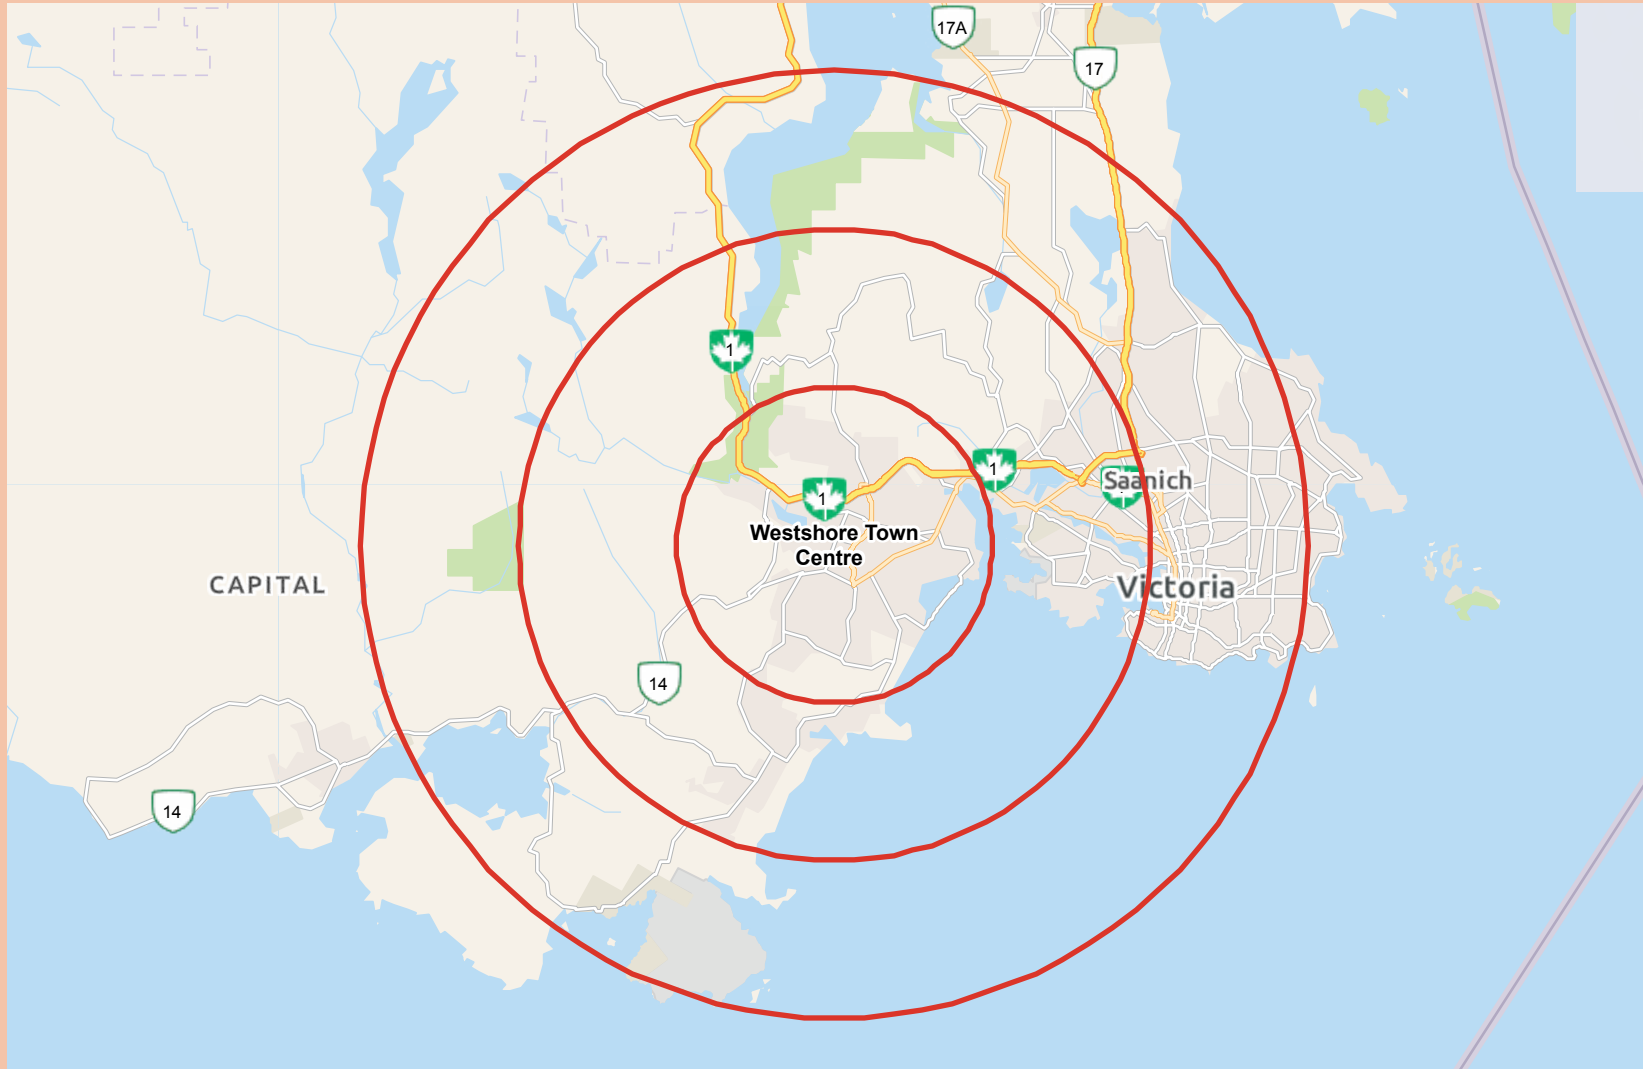 17A
17
1
1
1
Saanich
Westshore Town
Centre
CAPITAL
Victoria
14
14